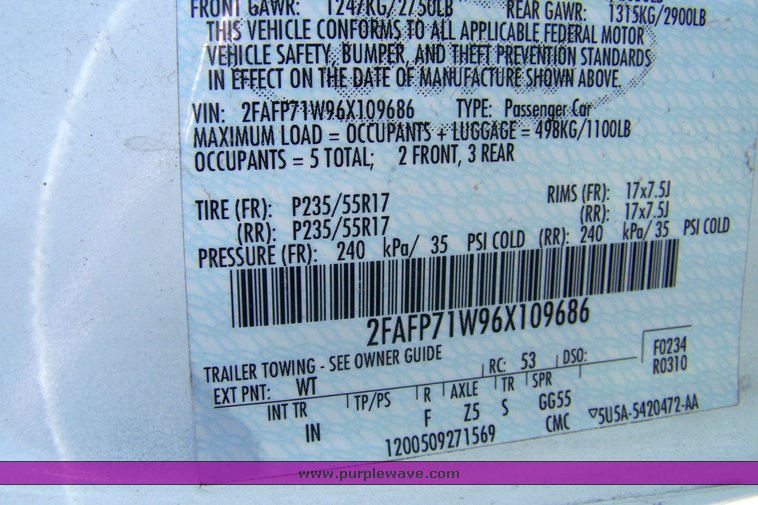 FRONT GAWR: 1247KG/2750LB REAR GAWR: 1315KG/2900LB
THIS VEHICLE CONFORMS TO ALL APPLICABLE FEDERAL MOTOR
VEHICLE SAFETY, BUMPER, AND THEFT PREVENTION STANDARDS
IN EFFECT ON THE DATE OF MANUFACTURE SHOWN ABOVE.
VIN: 2FAFP71W96X109686 TYPE: Passenger Car
MAXIMUM LOAD = OCCUPANTS + LUGGAGE = 498KG/1100LB
OCCUPANTS = 5 TOTAL; 2 FRONT, 3 REAR
TIRE (FR): P235/55R17 RIMS (FR): 17x7.5J
(RR): P235/55R17 (RR): 17x7.5J
PRESSURE (FR): 240 kPa/ 35 PSI COLD (RR): 240 kPa/ 35 PSI COLD
2FAFP71W96X109686
TRAILER TOWING - SEE OWNER GUIDE
EXT PNT: WT RC: 53 DSO: F0234
R0310
INT TR TP/PS R AXLE TR SPR
IN F Z5 S GG55
1200509271569 CMC ▽5U5A-5420472-AA
www.purplewave.com